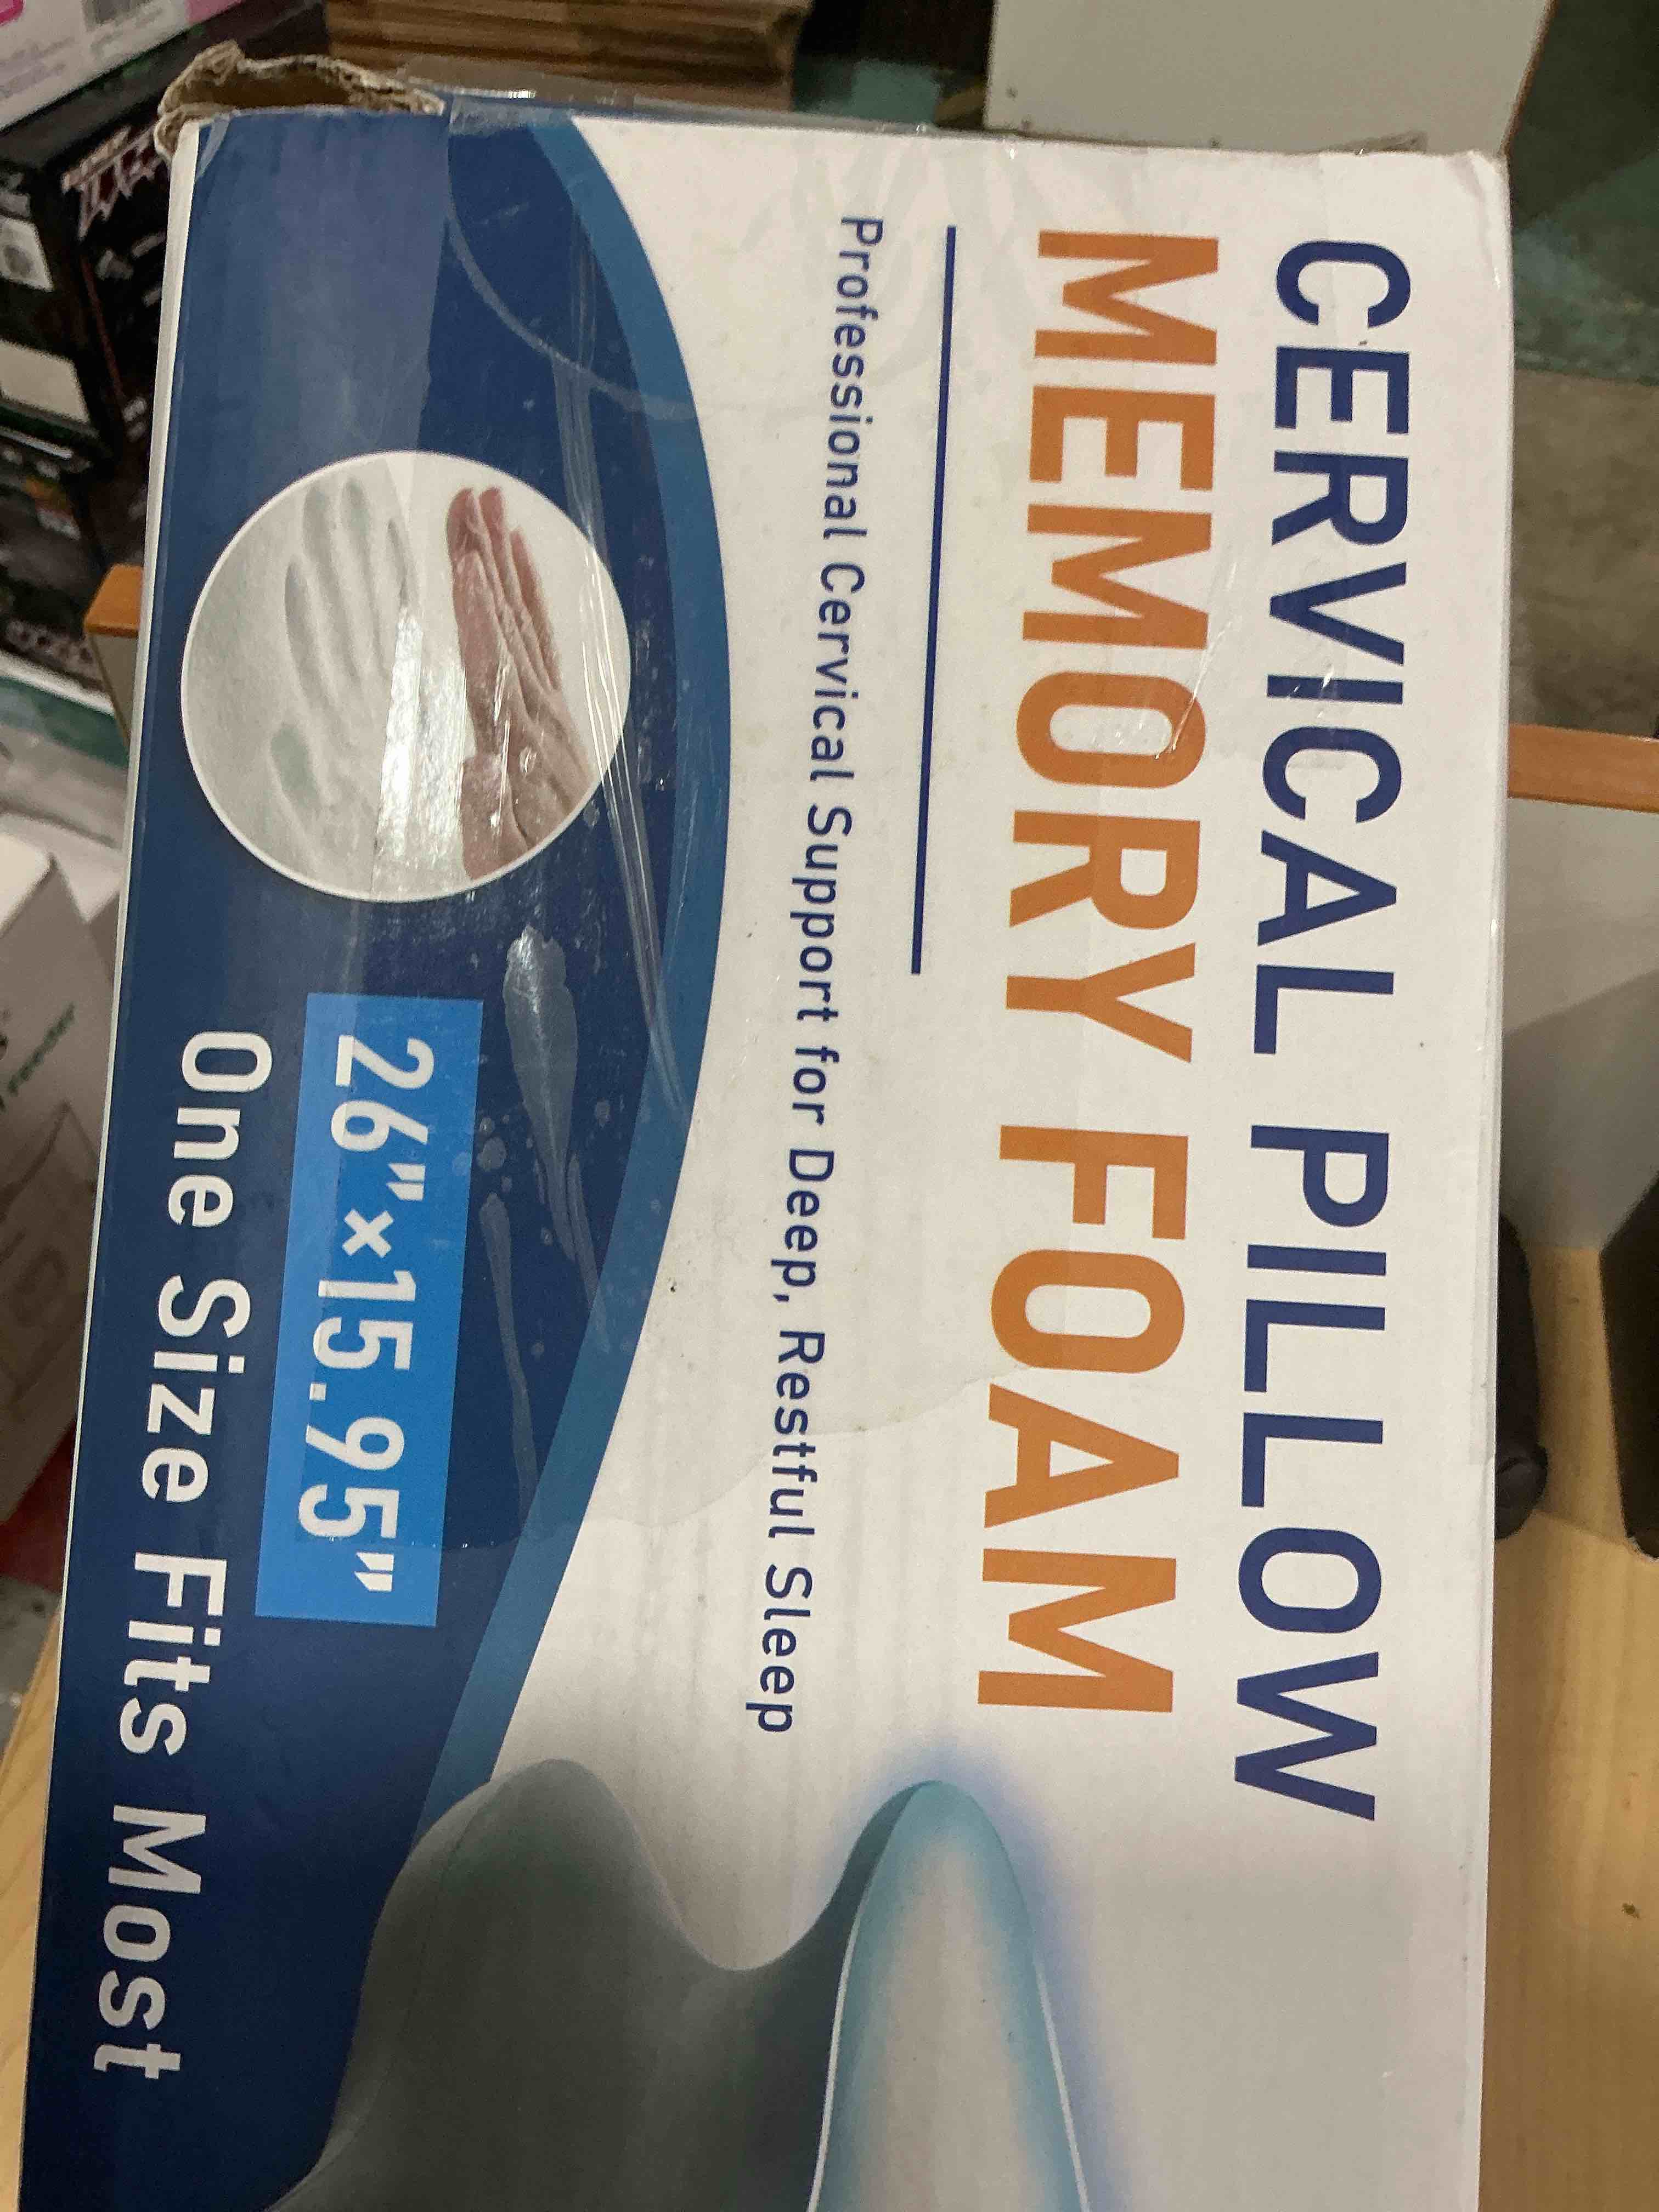 CERVICAL PILLOW
MEMORY FOAM
Professional Cervical Support for Deep, Restful Sleep
26"×15.95"
One Size Fits Most